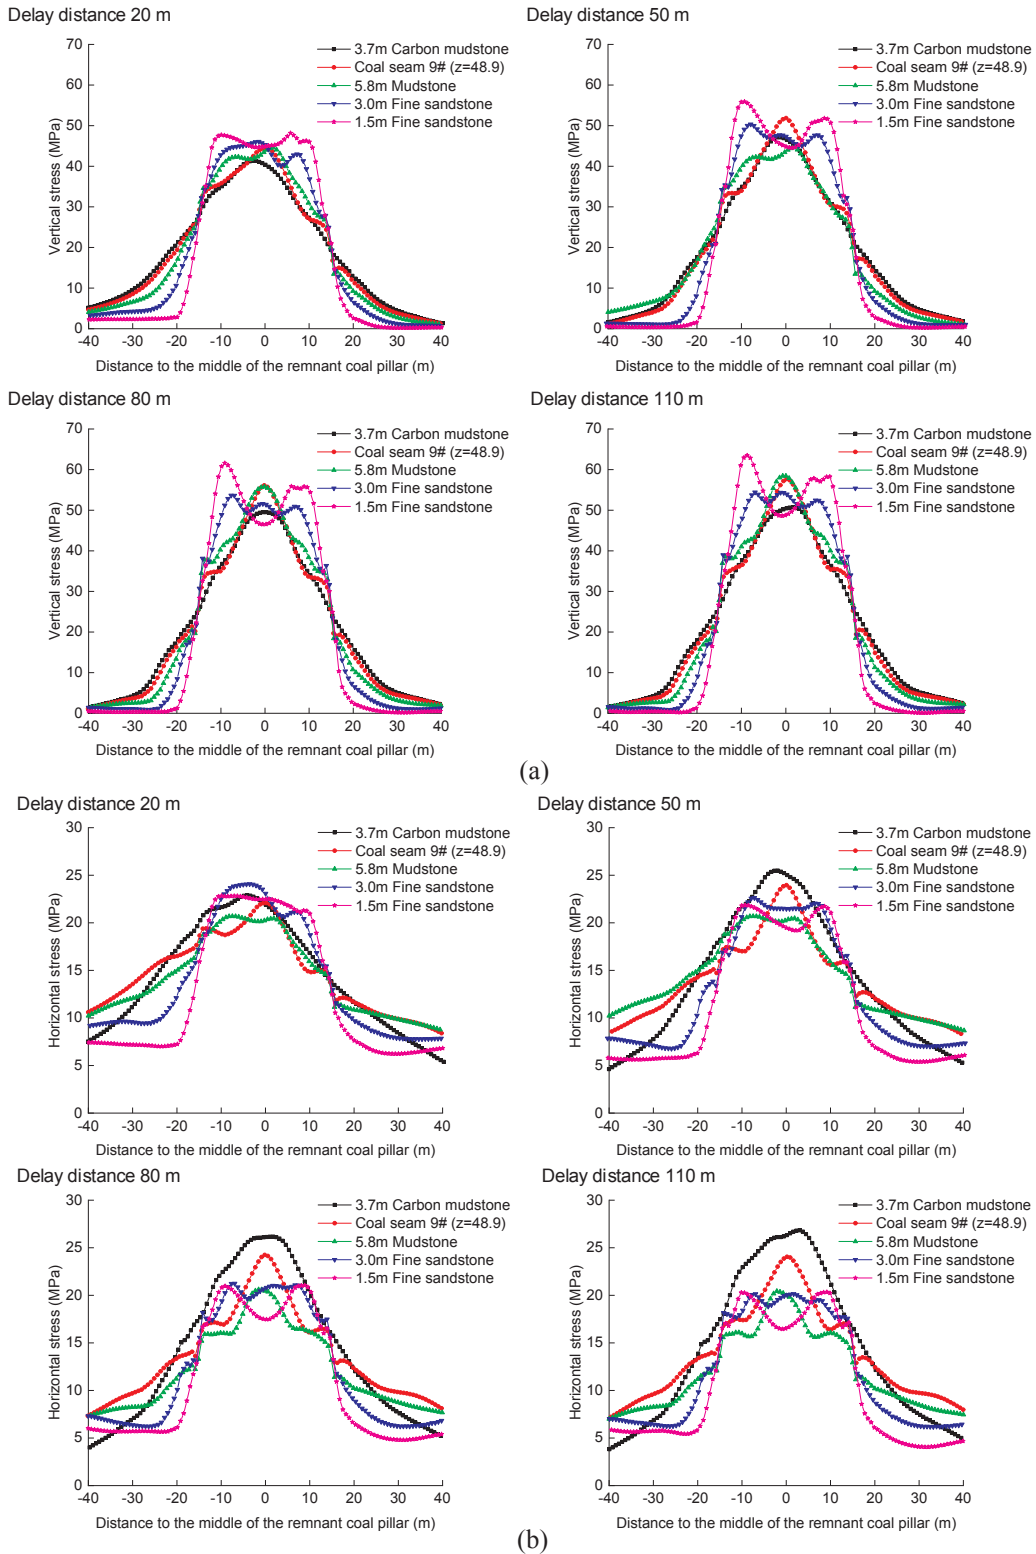 Delay distance 20 m
70
60
50
40
30
20
10
0
Vertical stress (MPa)
3.7m Carbon mudstone
Coal seam 9# (z=48.9)
5.8m Mudstone
3.0m Fine sandstone
1.5m Fine sandstone
-40 -30 -20 -10 0 10 20 30 40
Distance to the middle of the remnant coal pillar (m)
Delay distance 50 m
70
60
50
40
30
20
10
0
Vertical stress (MPa)
3.7m Carbon mudstone
Coal seam 9# (z=48.9)
5.8m Mudstone
3.0m Fine sandstone
1.5m Fine sandstone
-40 -30 -20 -10 0 10 20 30 40
Distance to the middle of the remnant coal pillar (m)
Delay distance 80 m
70
60
50
40
30
20
10
0
Vertical stress (MPa)
3.7m Carbon mudstone
Coal seam 9# (z=48.9)
5.8m Mudstone
3.0m Fine sandstone
1.5m Fine sandstone
-40 -30 -20 -10 0 10 20 30 40
Distance to the middle of the remnant coal pillar (m)
Delay distance 110 m
70
60
50
40
30
20
10
0
Vertical stress (MPa)
3.7m Carbon mudstone
Coal seam 9# (z=48.9)
5.8m Mudstone
3.0m Fine sandstone
1.5m Fine sandstone
-40 -30 -20 -10 0 10 20 30 40
Distance to the middle of the remnant coal pillar (m)
(a)
Delay distance 20 m
30
25
20
15
10
5
0
Horizontal stress (MPa)
3.7m Carbon mudstone
Coal seam 9# (z=48.9)
5.8m Mudstone
3.0m Fine sandstone
1.5m Fine sandstone
-40 -30 -20 -10 0 10 20 30 40
Distance to the middle of the remnant coal pillar (m)
Delay distance 50 m
30
25
20
15
10
5
0
Horizontal stress (MPa)
3.7m Carbon mudstone
Coal seam 9# (z=48.9)
5.8m Mudstone
3.0m Fine sandstone
1.5m Fine sandstone
-40 -30 -20 -10 0 10 20 30 40
Distance to the middle of the remnant coal pillar (m)
Delay distance 80 m
30
25
20
15
10
5
0
Horizontal stress (MPa)
3.7m Carbon mudstone
Coal seam 9# (z=48.9)
5.8m Mudstone
3.0m Fine sandstone
1.5m Fine sandstone
-40 -30 -20 -10 0 10 20 30 40
Distance to the middle of the remnant coal pillar (m)
Delay distance 110 m
30
25
20
15
10
5
0
Horizontal stress (MPa)
3.7m Carbon mudstone
Coal seam 9# (z=48.9)
5.8m Mudstone
3.0m Fine sandstone
1.5m Fine sandstone
-40 -30 -20 -10 0 10 20 30 40
Distance to the middle of the remnant coal pillar (m)
(b)